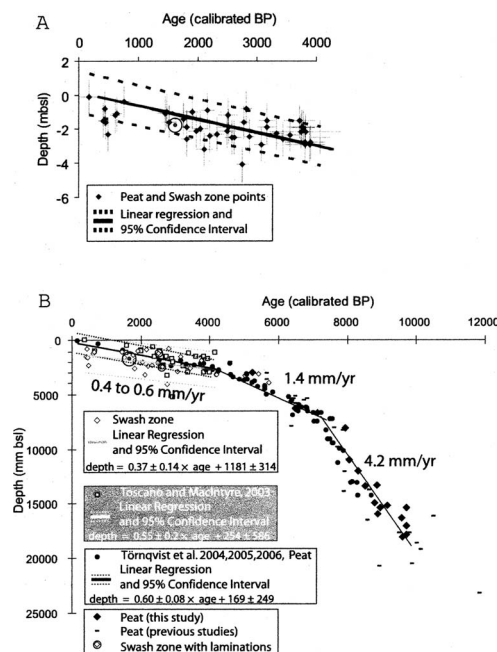 A
Age (calibrated BP)
0 1000 2000 3000 4000
2
0
-2
-4
-6
Depth (mbsl)
Peat and Swash zone points
Linear regression and
95% Confidence Interval
B
Age (calibrated BP)
0 2000 4000 6000 8000 10000 12000
0
5000
10000
15000
20000
25000
Depth (mm bsl)
0.4 to 0.6 mm/yr
1.4 mm/yr
4.2 mm/yr
Swash zone
Linear Regression
and 95% Confidence Interval
depth = 0.37 ± 0.14 × age + 1181 ± 314
Toscano and MacIntyre, 2003
Linear Regression
and 95% Confidence Interval
depth = 0.55 ± 0.2 × age + 254 ± 586
Törnqvist et al. 2004,2005,2006, Peat
Linear Regression
and 95% Confidence Interval
depth = 0.60 ± 0.08 × age + 169 ± 249
Peat (this study)
Peat (previous studies)
Swash zone with laminations